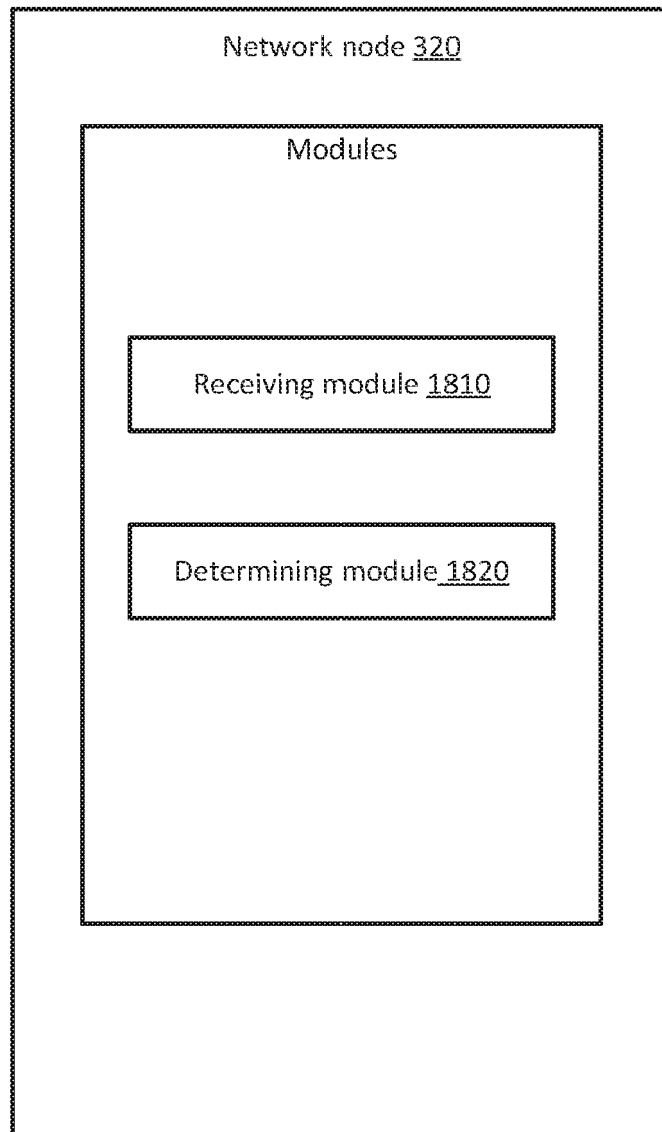 Network node 320
Modules
Receiving module 1810
Determining module 1820